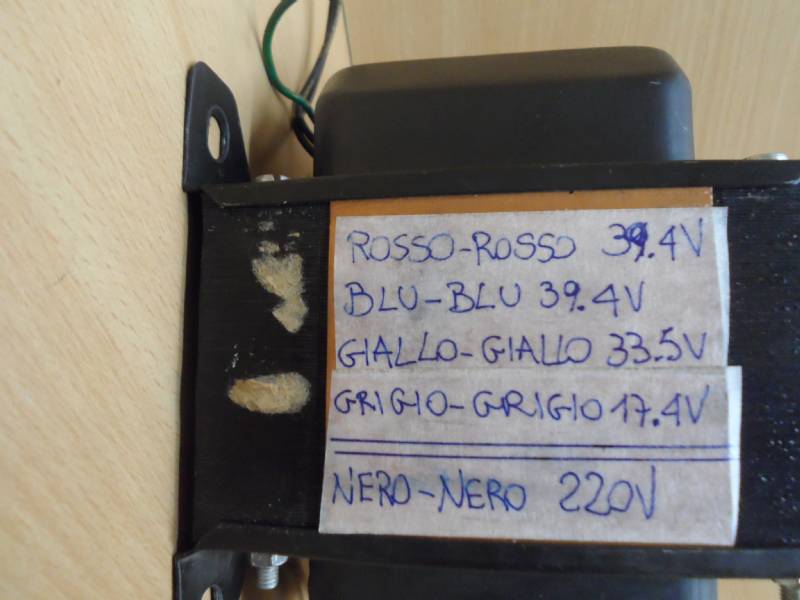 ROSSO-ROSSO 39.4V
BLU-BLU 39.4V
GIALLO-GIALLO 33.5V
GRIGIO-GRIGIO 17.4V
NERO-NERO 220V